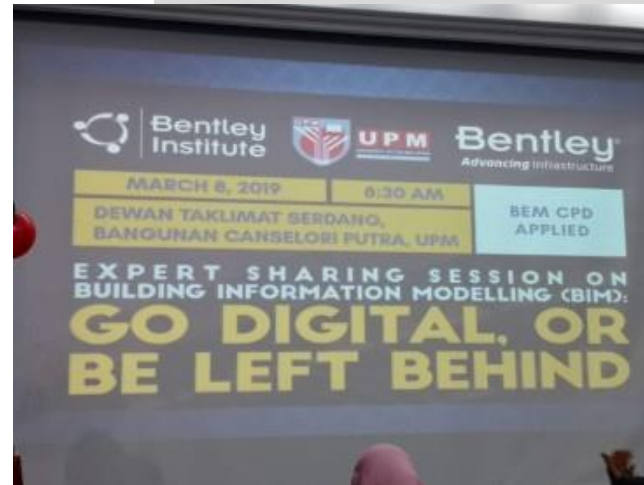 Bentley
Institute
UPM
Bentley
Advancing Infrastructure
MARCH 8, 2019
8:30 AM
DEWAN TAKLIMAT SERDANG,
BANGUNAN CANSELORI PUTRA, UPM
BEM CPD
APPLIED
EXPERT SHARING SESSION ON
BUILDING INFORMATION MODELLING (BIM):
GO DIGITAL, OR
BE LEFT BEHIND